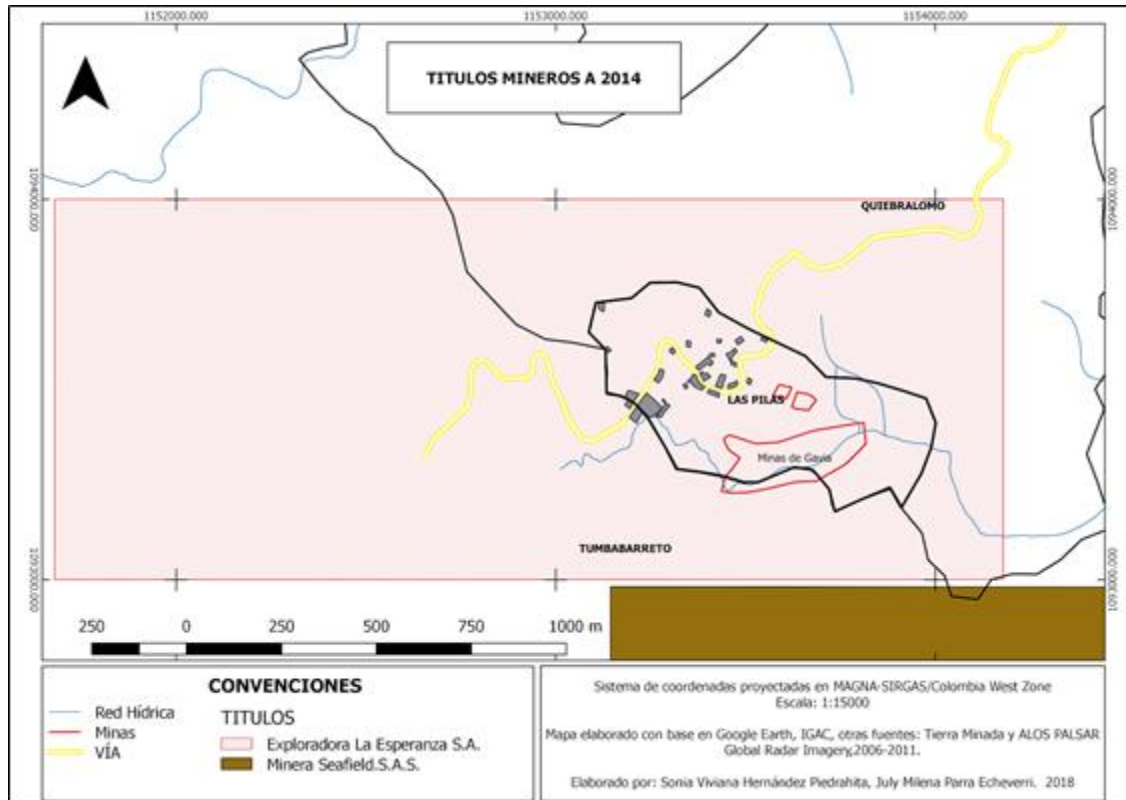 1152000.000 1153000.000 1154000.000
TITULOS MINEROS A 2014
1094000.000 1094000.000
QUIEBRALOMO
LAS PILAS
Minas de Gavia
TUMBABARRETO
1093000.000 1093000.000
250 0 250 500 750 1000 m
CONVENCIONES
Red Hídrica
Minas
VÍA
TITULOS
Exploradora La Esperanza S.A.
Minera Seafield.S.A.S.
Sistema de coordenadas proyectadas en MAGNA-SIRGAS/Colombia West Zone
Escala: 1:15000
Mapa elaborado con base en Google Earth, IGAC, otras fuentes: Tierra Minada y ALOS PALSAR
Global Radar Imagery,2006-2011.
Elaborado por: Sonia Viviana Hernández Piedrahita, July Milena Parra Echeverri. 2018